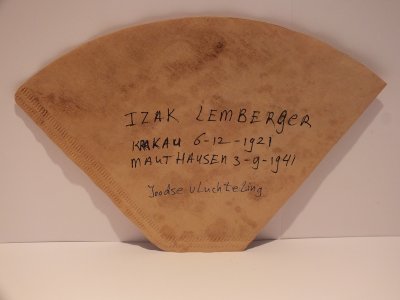 IZAK LEMBERGER
KRAKAU 6-12-1921
MAUTHAUSEN 3-9-1941
Joodse vluchteling